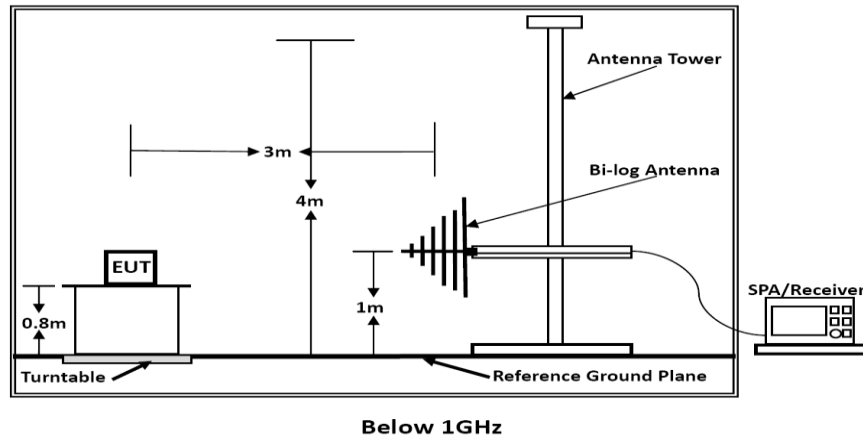 Antenna Tower
3m
Bi-log Antenna
4m
EUT
SPA/Receiver
0.8m
1m
Turntable
Reference Ground Plane
Below 1GHz